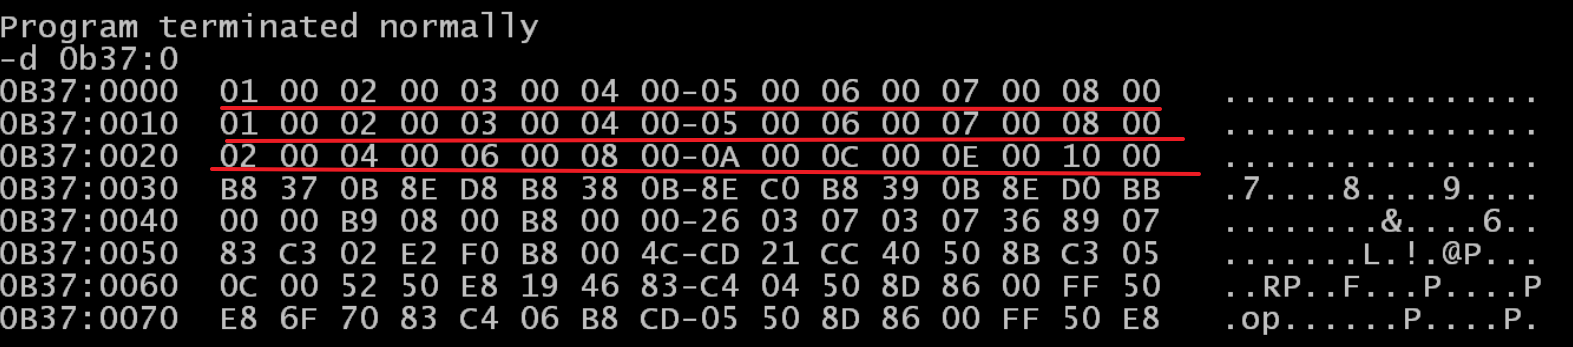 Program terminated normally
-d 0b37:0
0B37:0000  01 00 02 00 03 00 04 00-05 00 06 00 07 00 08 00   ................
0B37:0010  01 00 02 00 03 00 04 00-05 00 06 00 07 00 08 00   ................
0B37:0020  02 00 04 00 06 00 08 00-0A 00 0C 00 0E 00 10 00   ................
0B37:0030  B8 37 0B 8E D8 B8 38 0B-8E C0 B8 39 0B 8E D0 BB   .7....8....9....
0B37:0040  00 00 B9 08 00 B8 00 00-26 03 07 03 07 36 89 07   ........&....6..
0B37:0050  83 C3 02 E2 F0 B8 00 4C-CD 21 CC 40 50 8B C3 05   .......L.!.@P...
0B37:0060  0C 00 52 50 E8 19 46 83-C4 04 50 8D 86 00 FF 50   ..RP..F...P....P
0B37:0070  E8 6F 70 83 C4 06 B8 CD-05 50 8D 86 00 FF 50 E8   .op......P....P.